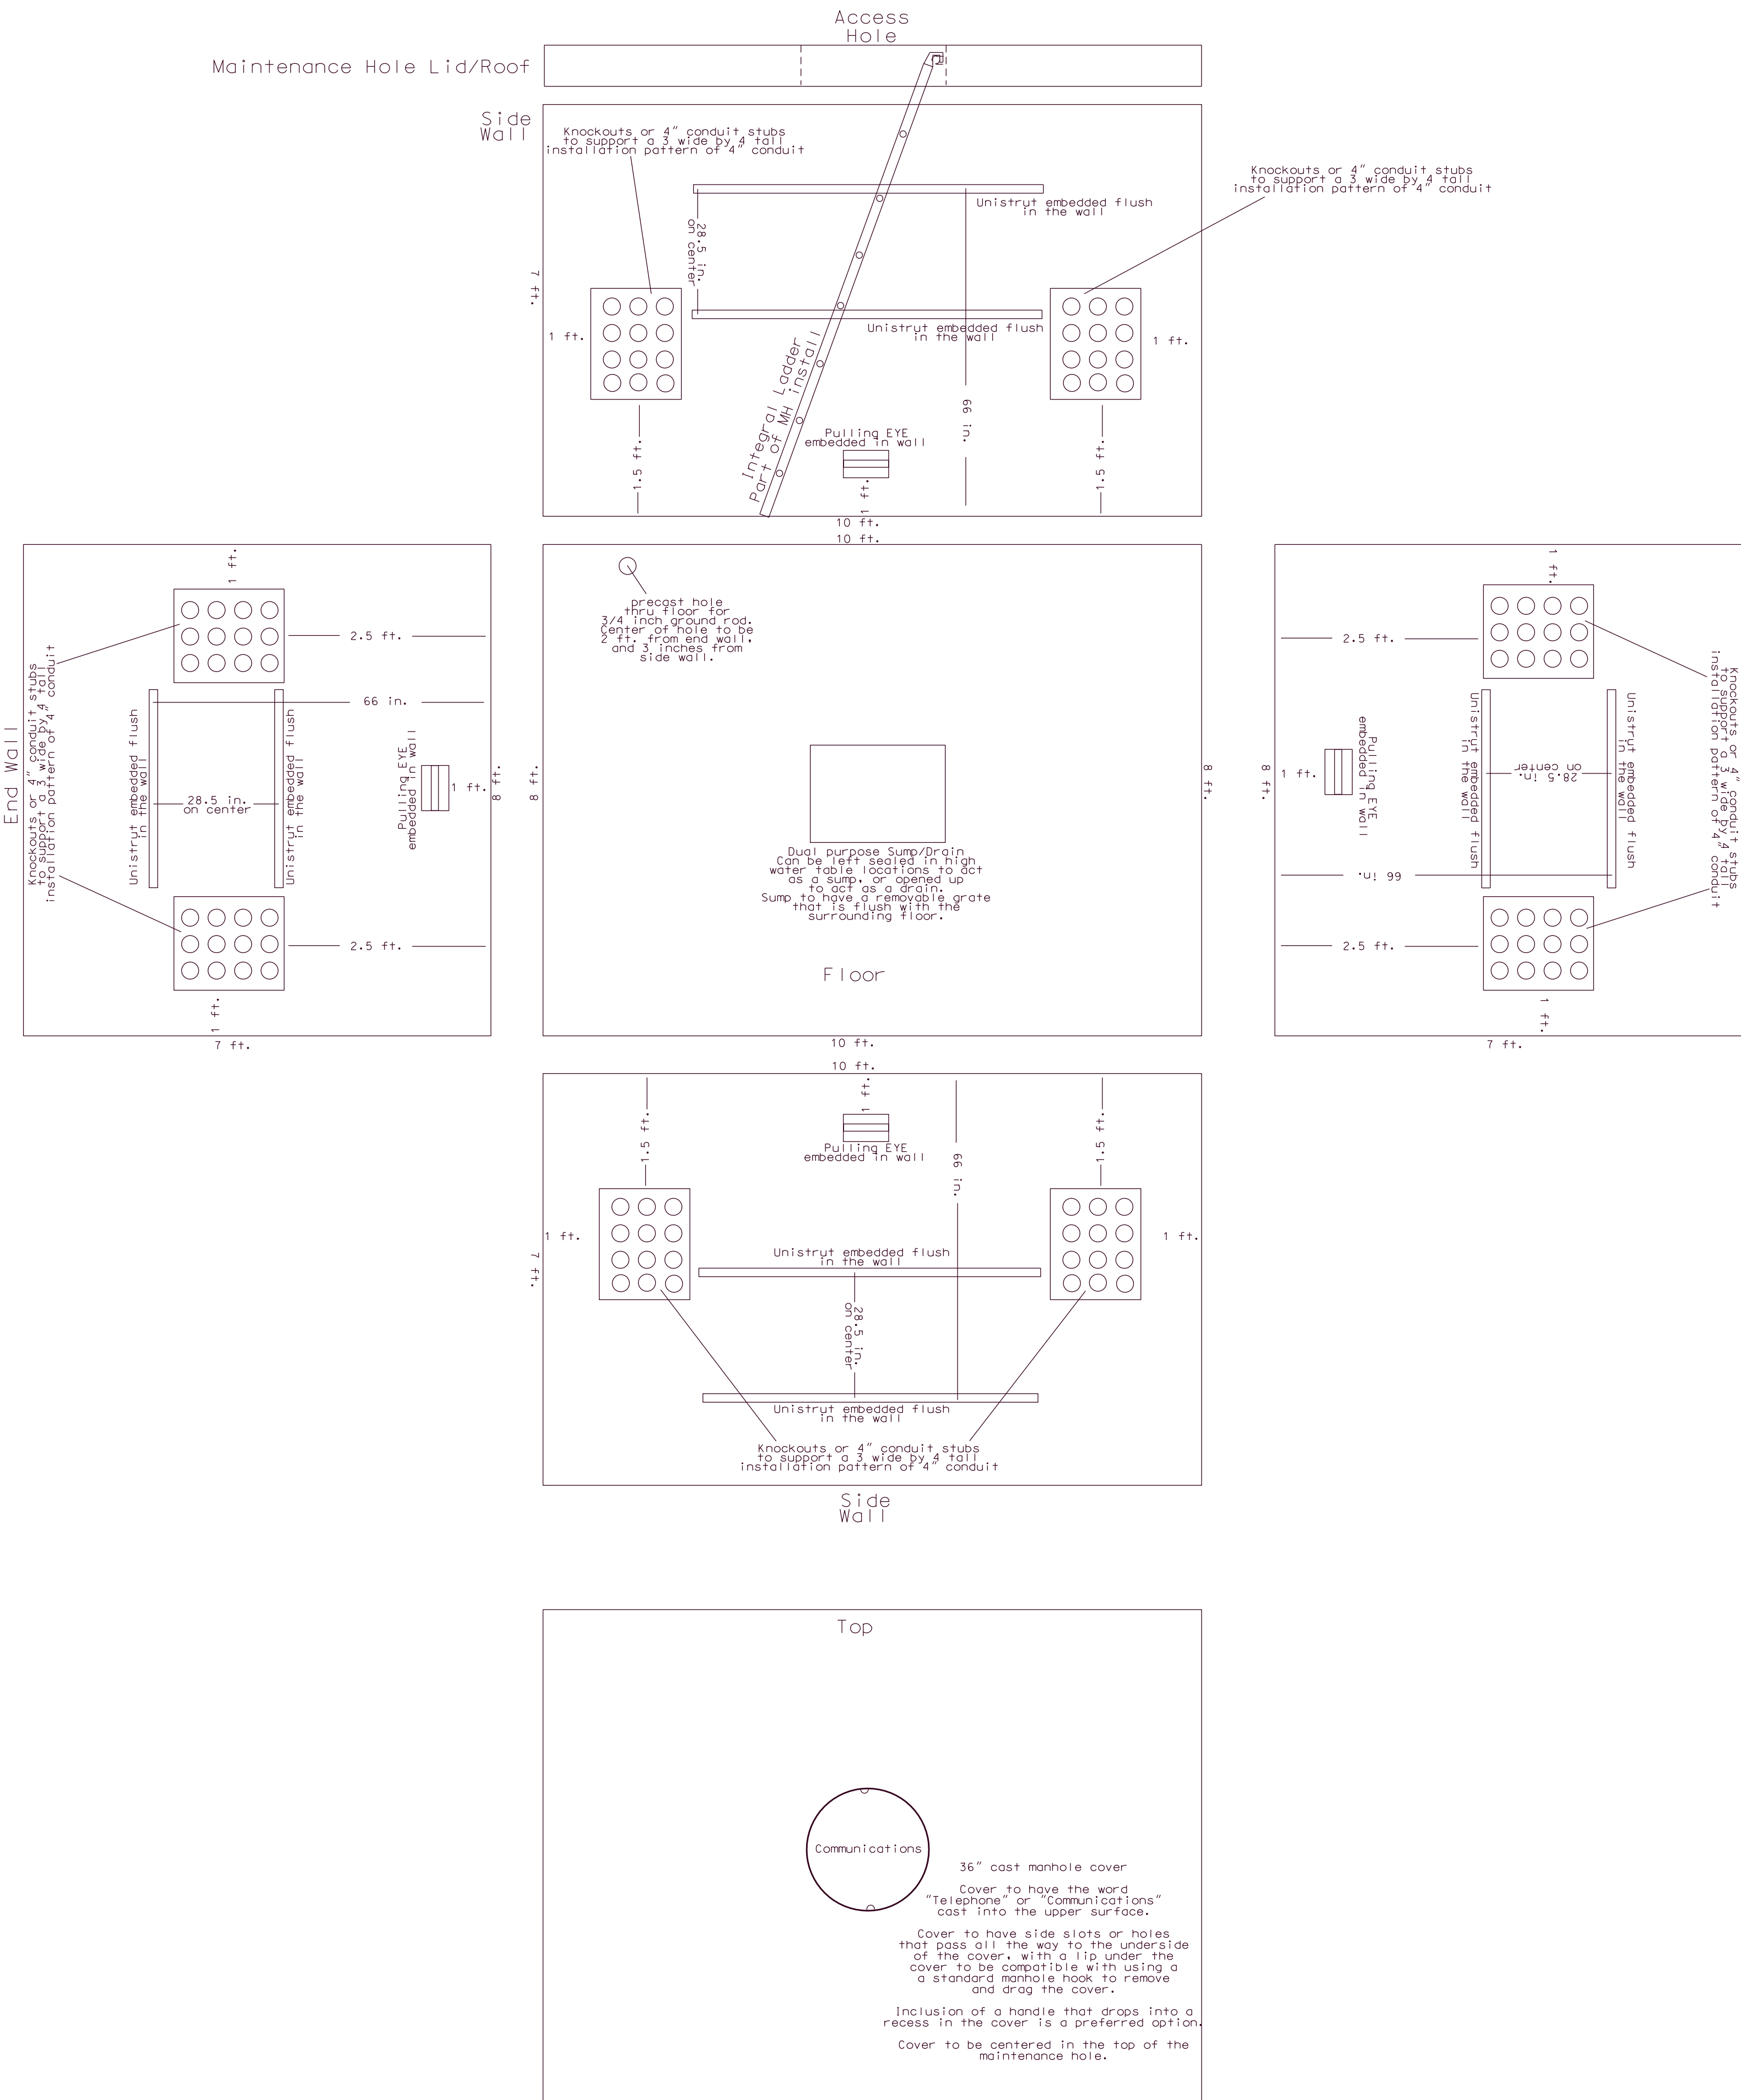 Access
Hole
Maintenance Hole Lid/Roof
Side
Wall
Knockouts or 4" conduit stubs
to support a 3 wide by 4 tall
installation pattern of 4" conduit
Knockouts or 4" conduit stubs
to support a 3 wide by 4 tall
installation pattern of 4" conduit
Unistrut embedded flush
in the wall
28.5 in.
on center
7 ft.
1 ft.
Unistrut embedded flush
in the wall
1 ft.
Integral Ladder
Part of MH install
66 in.
Pulling EYE
embedded in wall
1.5 ft.
1 ft.
1.5 ft.
10 ft.
10 ft.
End Wall
1 ft.
Knockouts or 4" conduit stubs
to support a 3 wide by 4 tall
installation pattern of 4" conduit
2.5 ft.
66 in.
Unistrut embedded flush
in the wall
28.5 in.
on center
Unistrut embedded flush
in the wall
Pulling EYE
embedded in wall
1 ft.
8 ft.
2.5 ft.
1 ft.
7 ft.
8 ft.
precast hole
thru floor for
3/4 inch ground rod.
Center of hole to be
2 ft. from end wall,
and 3 inches from
side wall.
Dual purpose Sump/Drain
Can be left sealed in high
water table locations to act
as a sump, or opened up
to act as a drain.
Sump to have a removable grate
that is flush with the
surrounding floor.
Floor
8 ft.
10 ft.
8 ft.
1 ft.
2.5 ft.
1 ft.
Pulling EYE
embedded in wall
Unistrut embedded flush
in the wall
28.5 in.
on center
Unistrut embedded flush
in the wall
Knockouts or 4" conduit stubs
to support a 3 wide by 4 tall
installation pattern of 4" conduit
66 in.
2.5 ft.
1 ft.
7 ft.
10 ft.
1.5 ft.
1 ft.
1.5 ft.
Pulling EYE
embedded in wall
66 in.
1 ft.
1 ft.
7 ft.
Unistrut embedded flush
in the wall
28.5 in.
on center
Unistrut embedded flush
in the wall
Knockouts or 4" conduit stubs
to support a 3 wide by 4 tall
installation pattern of 4" conduit
Side
Wall
Top
Communications
36" cast manhole cover
Cover to have the word
"Telephone" or "Communications"
cast into the upper surface.
Cover to have side slots or holes
that pass all the way to the underside
of the cover, with a lip under the
cover to be compatible with using a
a standard manhole hook to remove
and drag the cover.
Inclusion of a handle that drops into a
recess in the cover is a preferred option.
Cover to be centered in the top of the
maintenance hole.